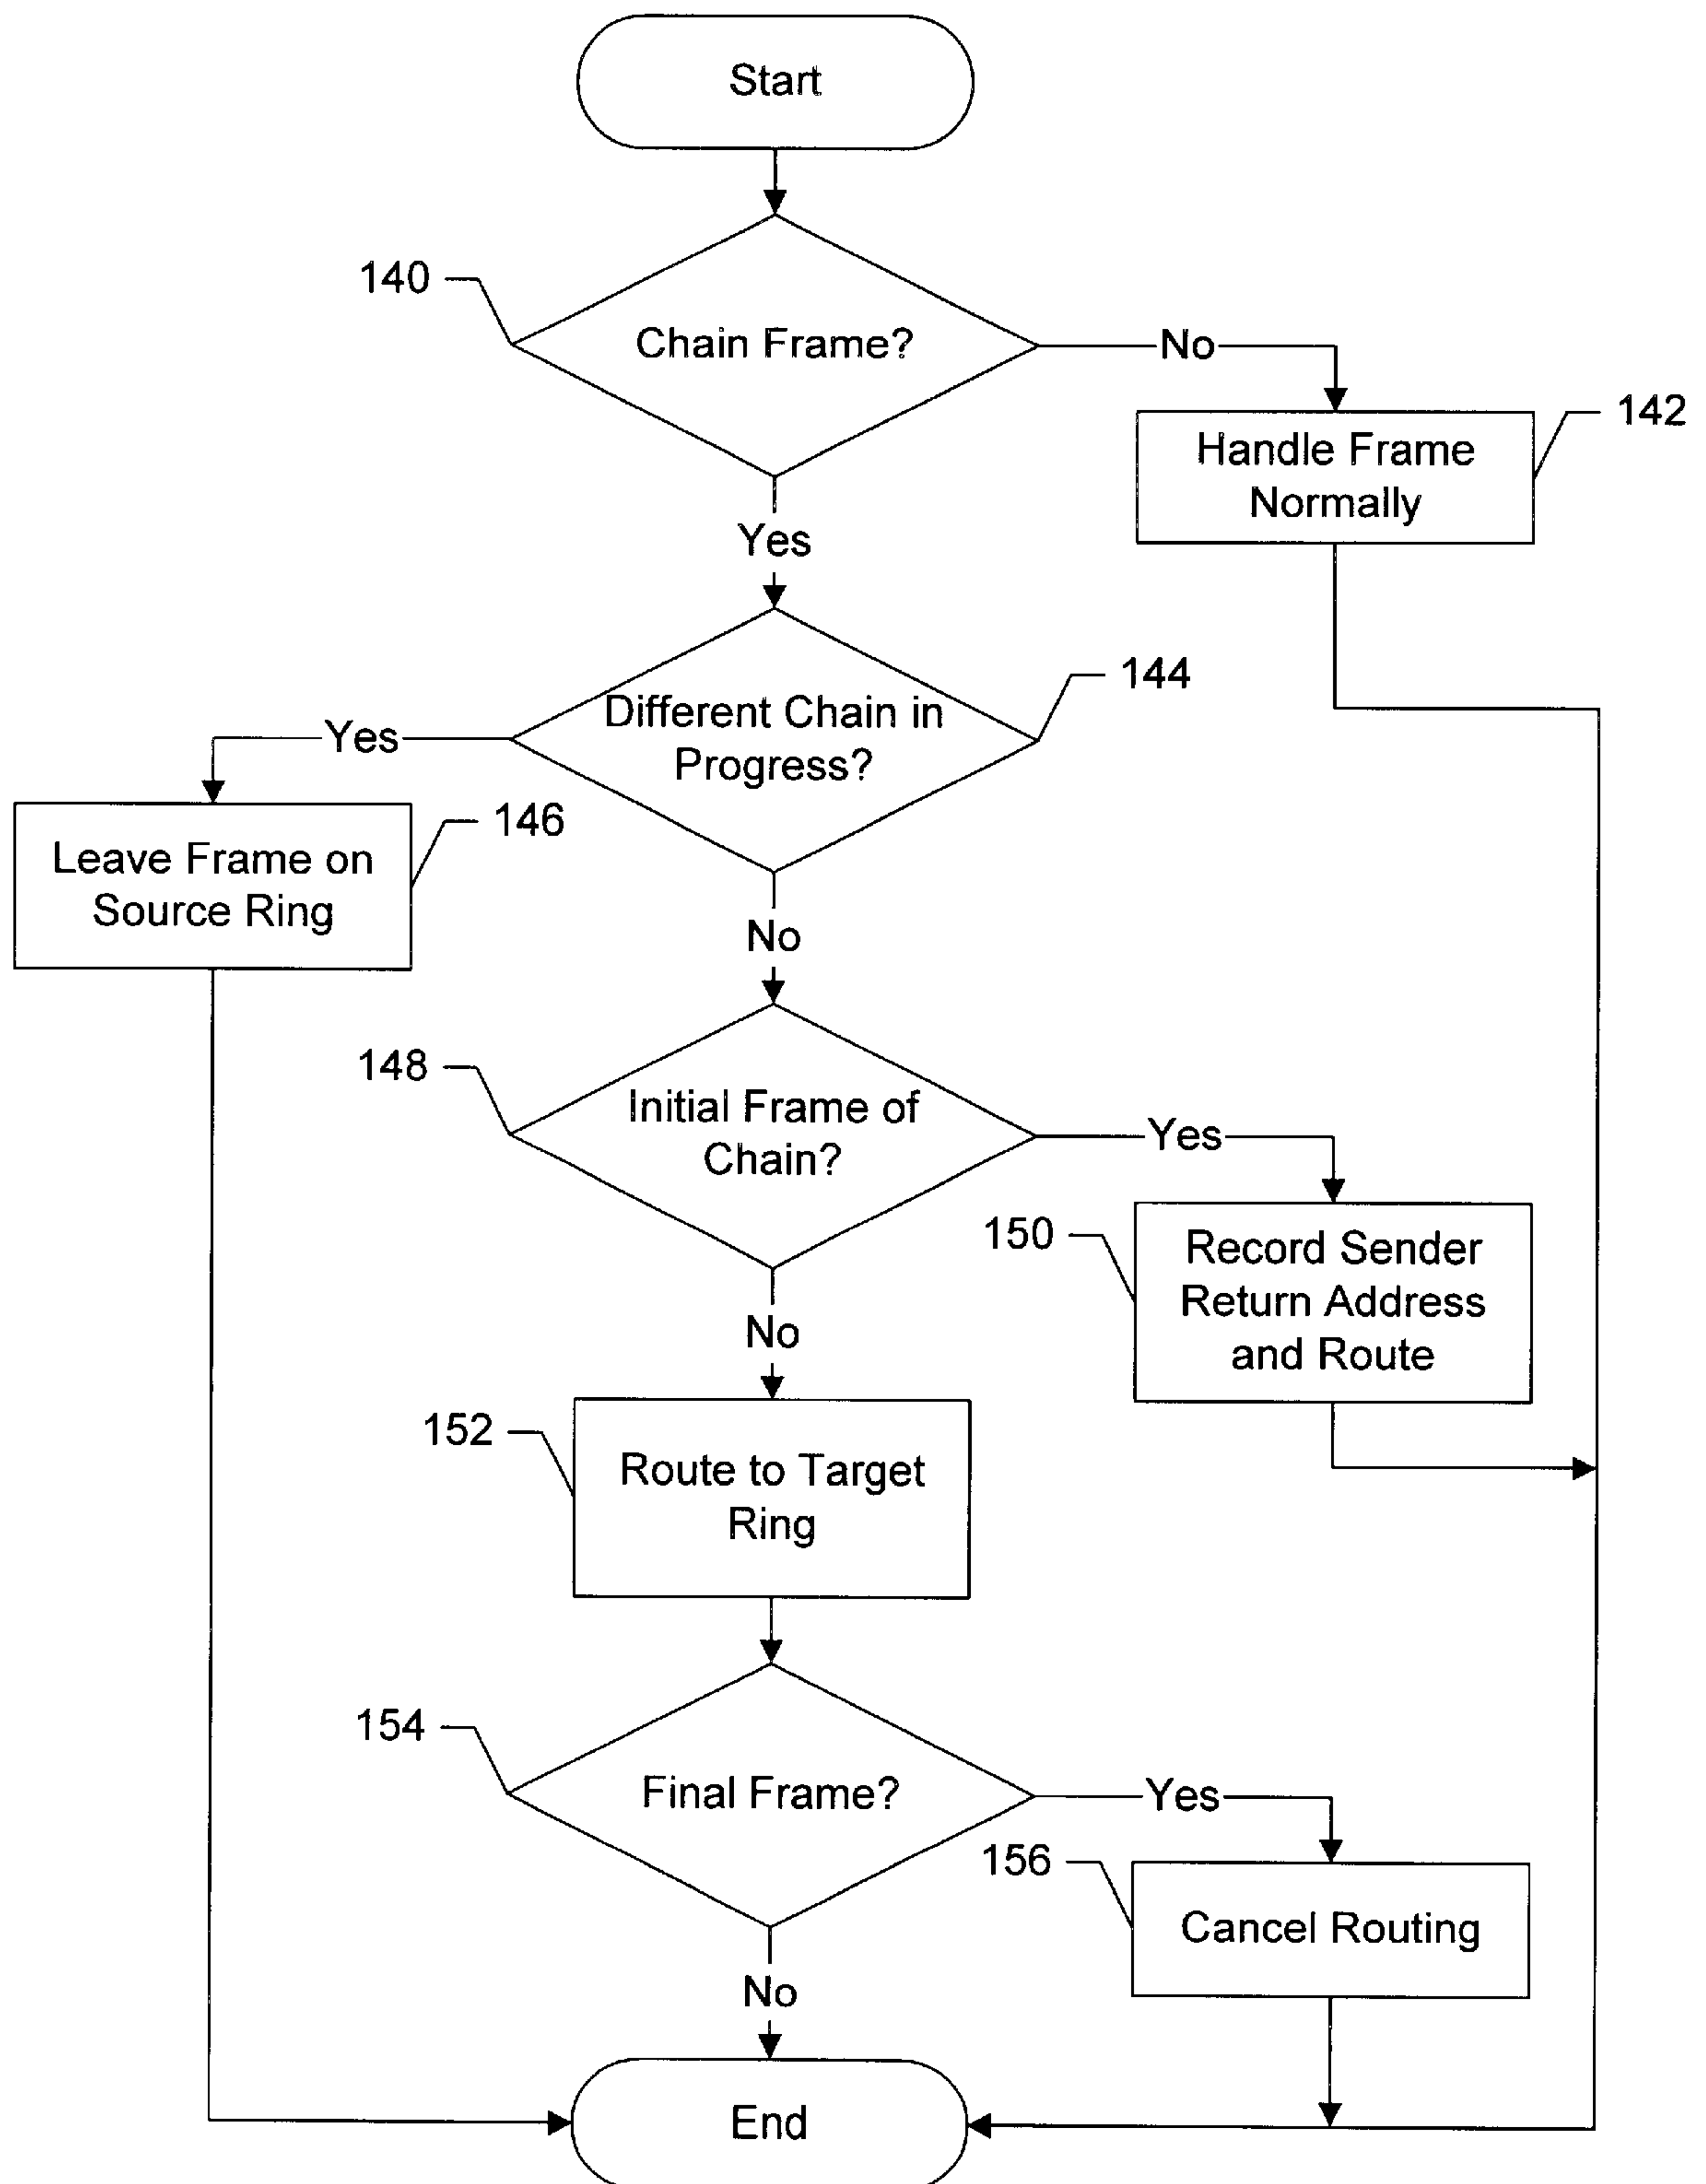 Start
140
Chain Frame?
No
142
Handle Frame
Normally
Yes
144
Different Chain in
Progress?
Yes
146
Leave Frame on
Source Ring
No
148
Initial Frame of
Chain?
Yes
150
Record Sender
Return Address
and Route
No
152
Route to Target
Ring
154
Final Frame?
Yes
156
Cancel Routing
No
End